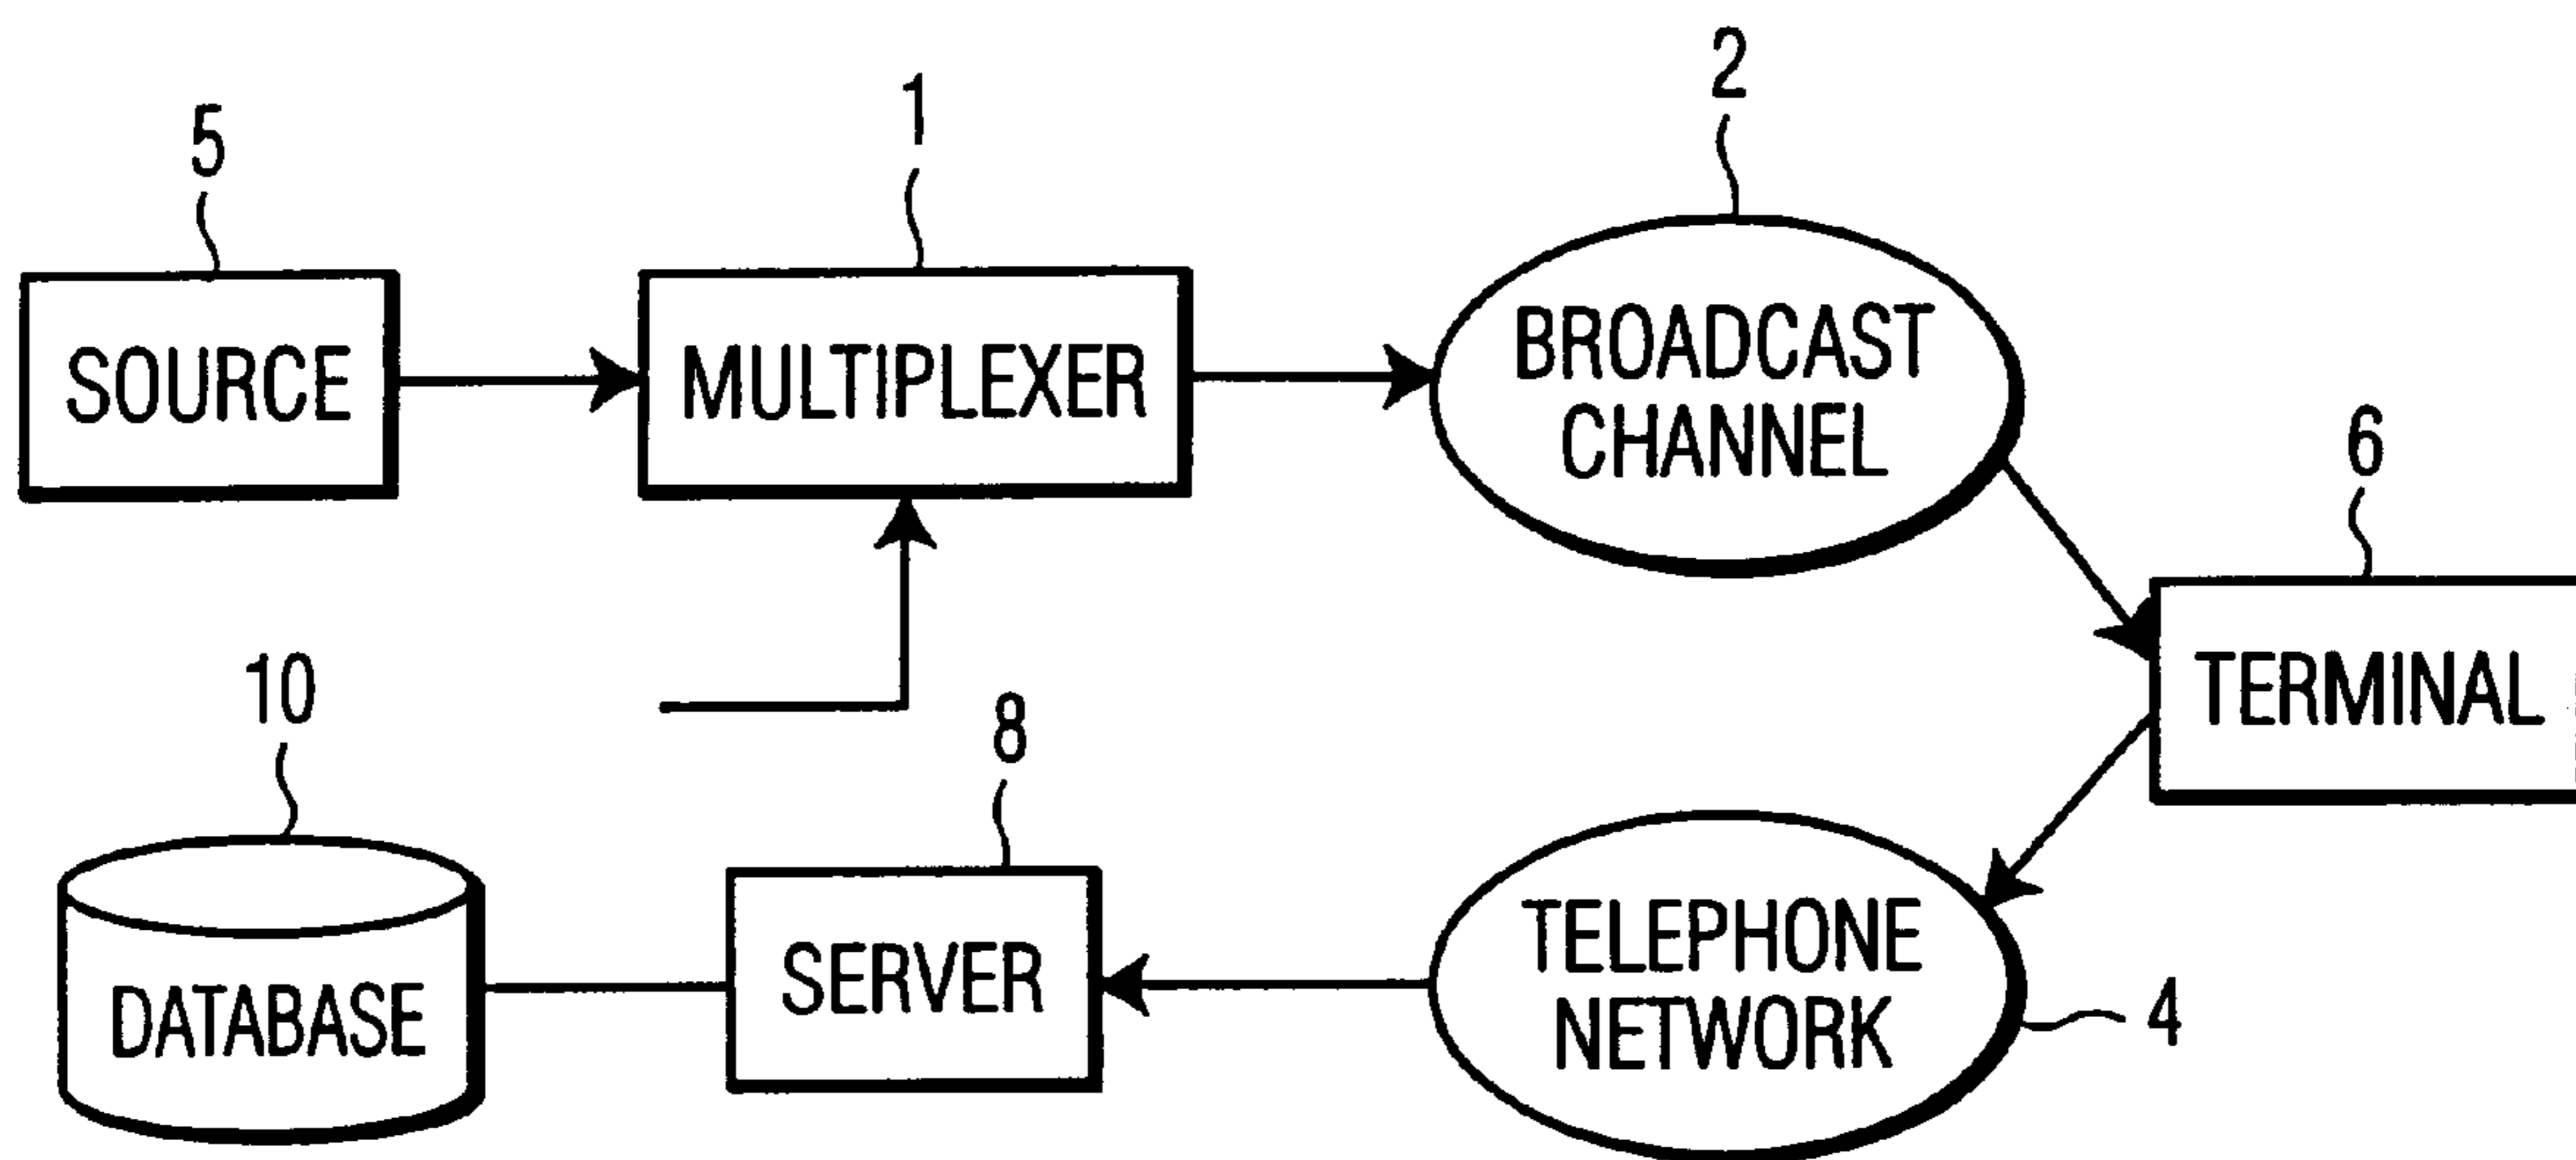 5
1
2
SOURCE
MULTIPLEXER
BROADCAST
CHANNEL
6
TERMINAL
10
8
DATABASE
SERVER
TELEPHONE
NETWORK
4